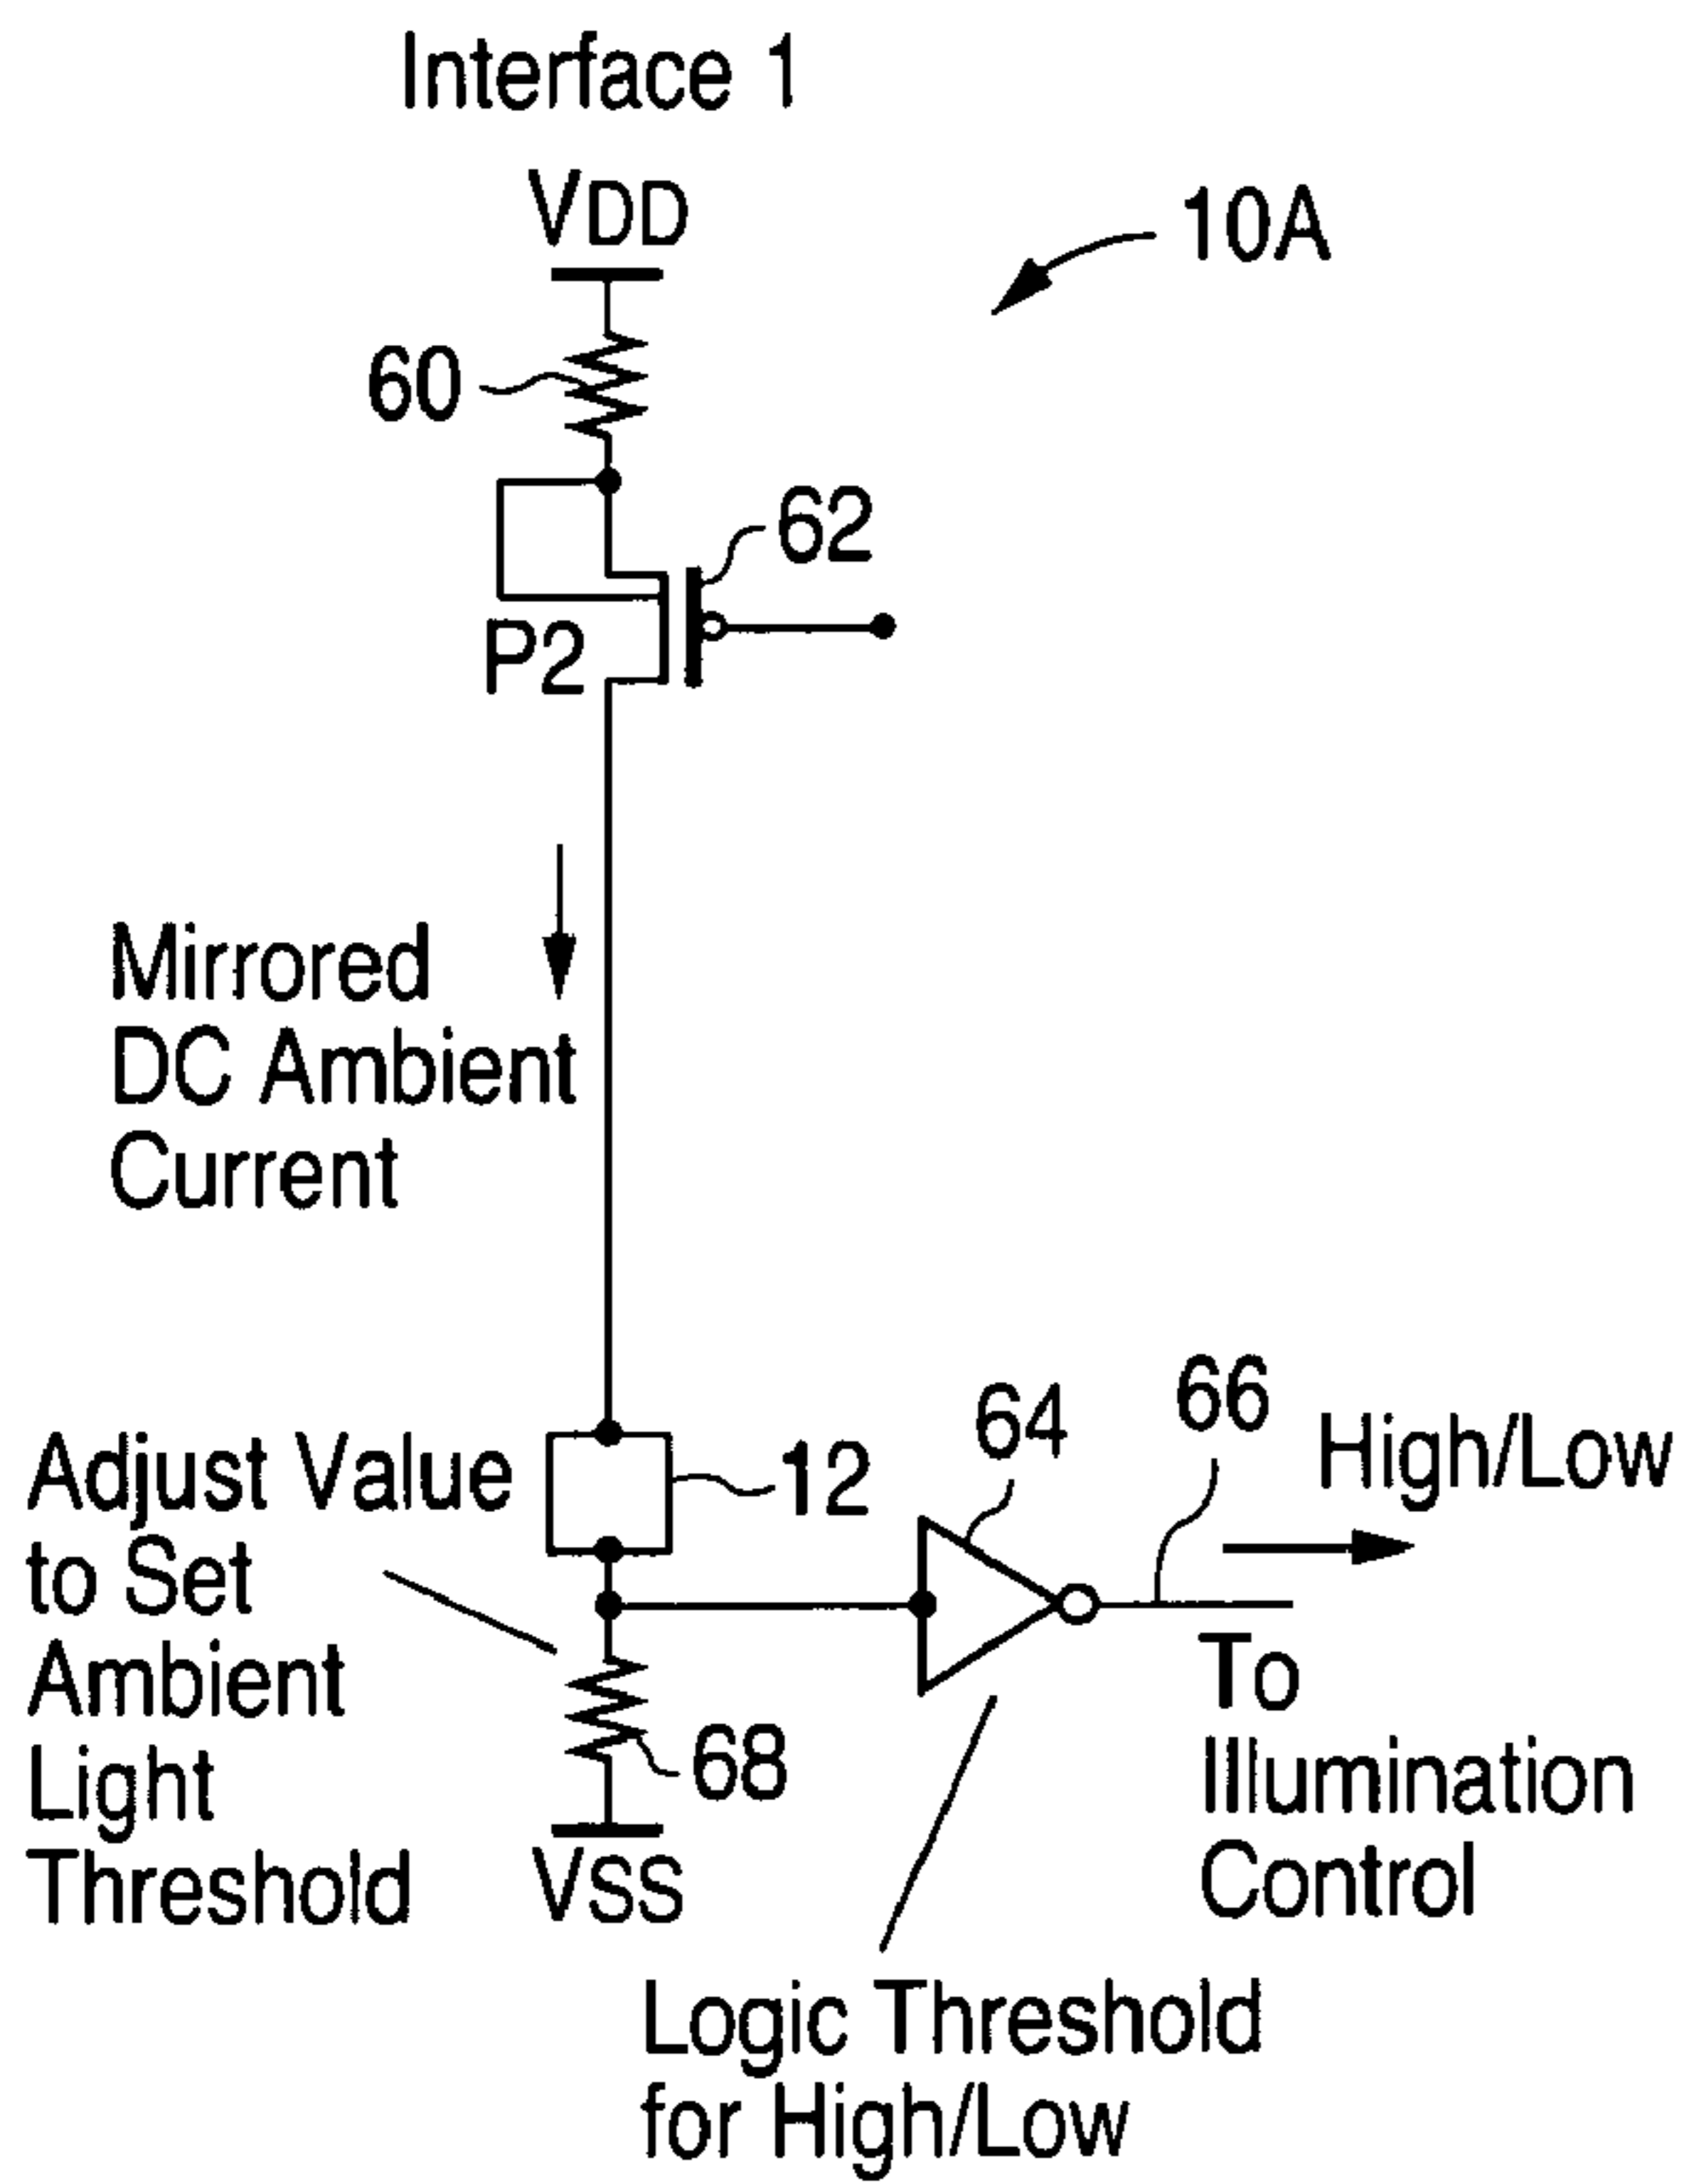 Interface 1
VDD
10A
60
62
P2
Mirrored
DC Ambient
Current
Adjust Value
to Set
Ambient
Light
Threshold
12
64
66
High/Low
68
To
Illumination
Control
VSS
Logic Threshold
for High/Low